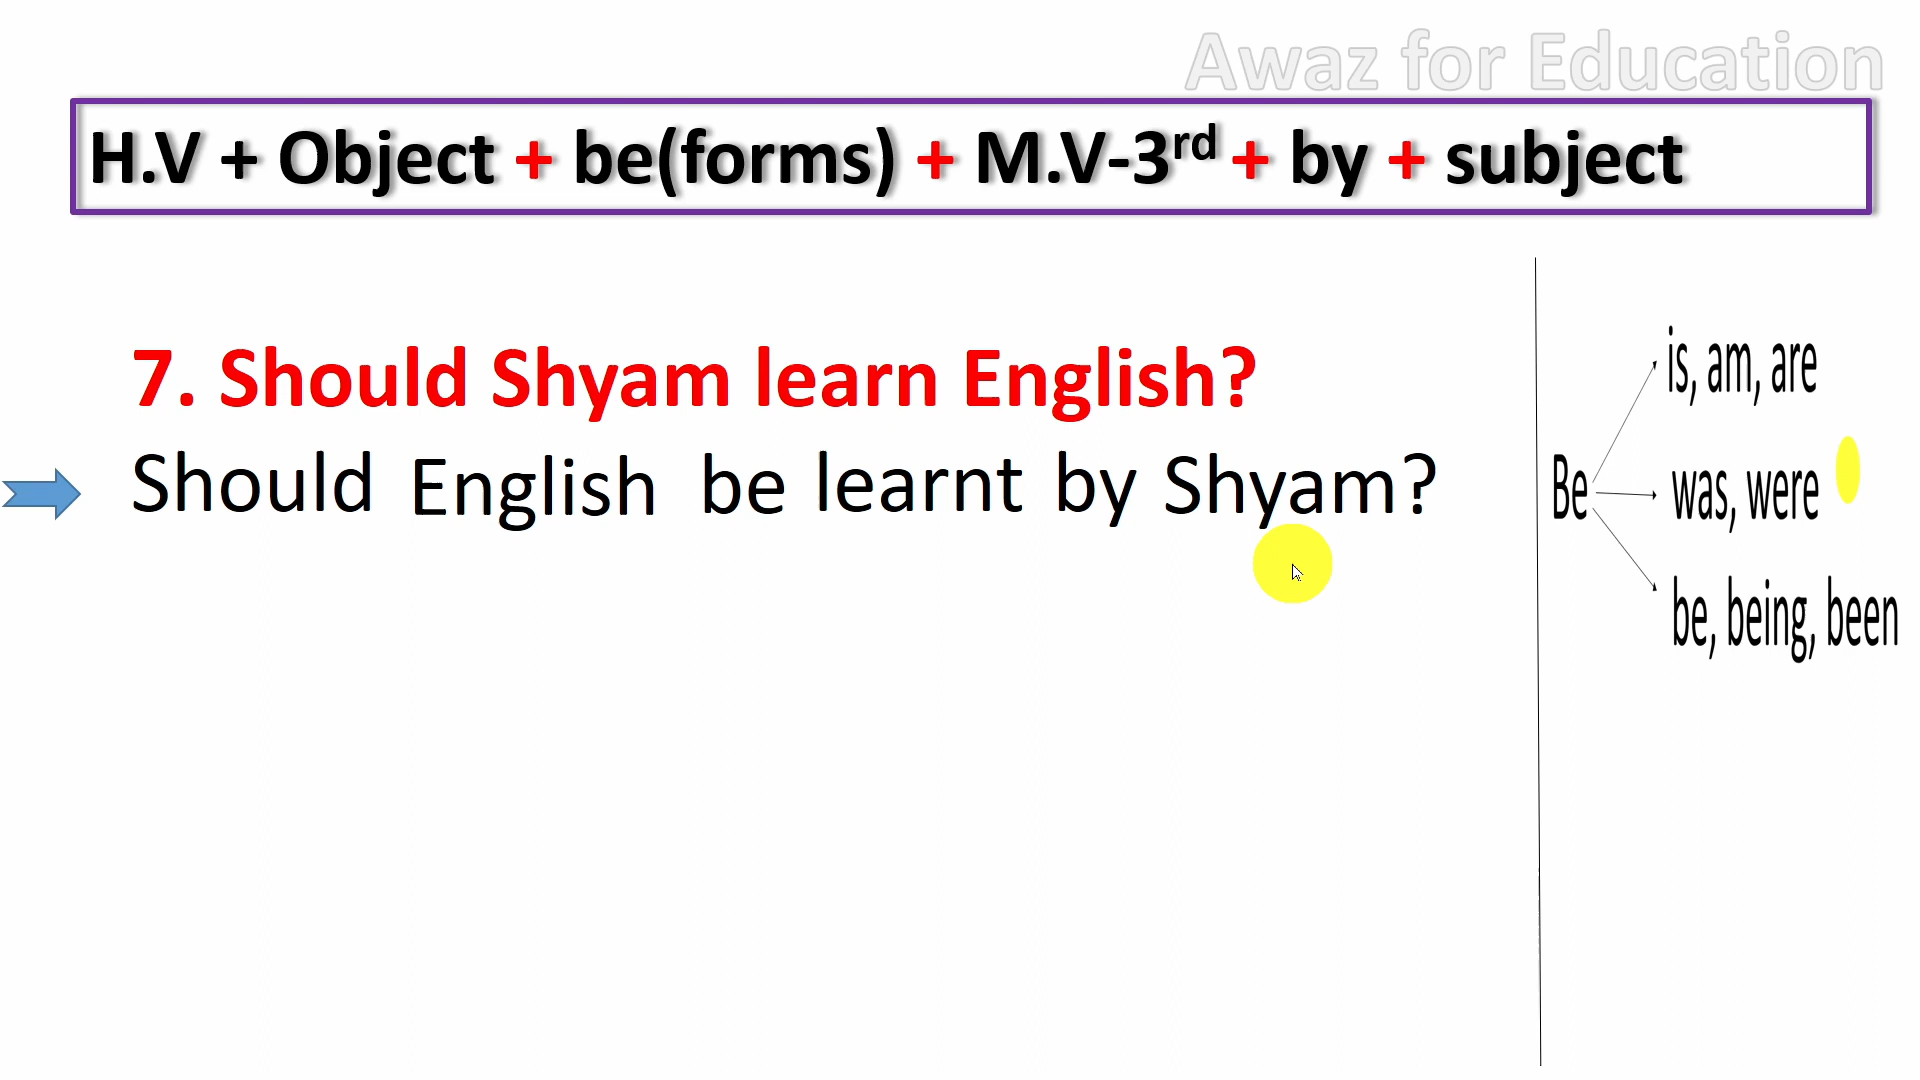 Awaz for Education
H.V + Object + be(forms) + M.V-3rd + by + subject
7. Should Shyam learn English?
Should English be learnt by Shyam?
is, am, are
Be
was, were
be, being, been